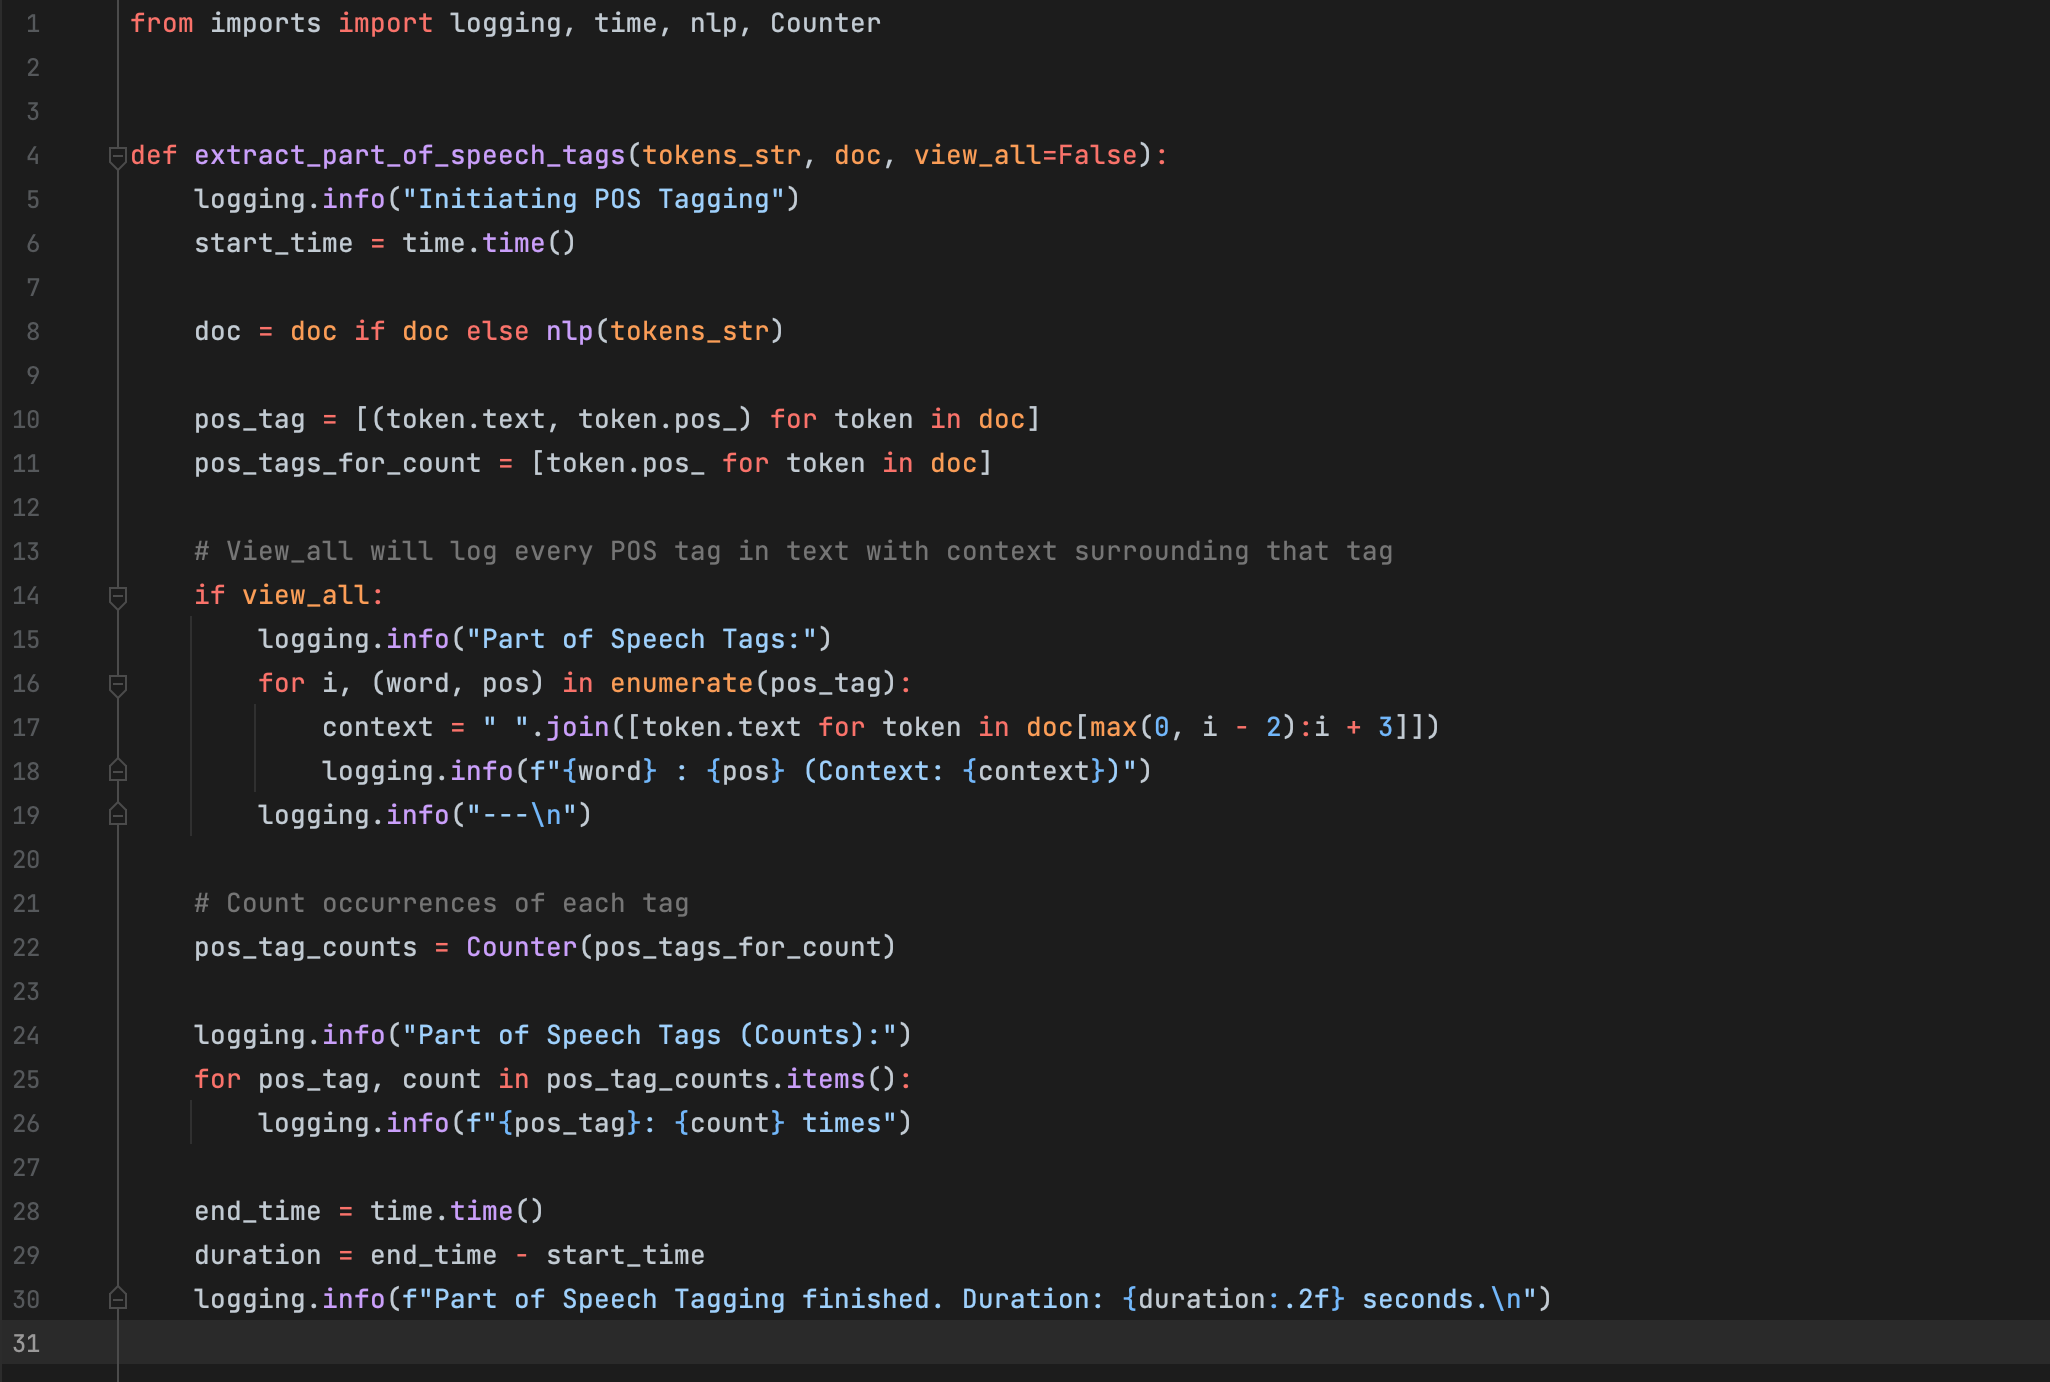 1 from imports import logging, time, nlp, Counter
2
3
4 def extract_part_of_speech_tags(tokens_str, doc, view_all=False):
5     logging.info("Initiating POS Tagging")
6     start_time = time.time()
7
8     doc = doc if doc else nlp(tokens_str)
9
10     pos_tag = [(token.text, token.pos_) for token in doc]
11     pos_tags_for_count = [token.pos_ for token in doc]
12
13     # View_all will log every POS tag in text with context surrounding that tag
14     if view_all:
15         logging.info("Part of Speech Tags:")
16         for i, (word, pos) in enumerate(pos_tag):
17             context = " ".join([token.text for token in doc[max(0, i - 2):i + 3]])
18             logging.info(f"{word} : {pos} (Context: {context})")
19         logging.info("---\n")
20
21     # Count occurrences of each tag
22     pos_tag_counts = Counter(pos_tags_for_count)
23
24     logging.info("Part of Speech Tags (Counts):")
25     for pos_tag, count in pos_tag_counts.items():
26         logging.info(f"{pos_tag}: {count} times")
27
28     end_time = time.time()
29     duration = end_time - start_time
30     logging.info(f"Part of Speech Tagging finished. Duration: {duration:.2f} seconds.\n")
31